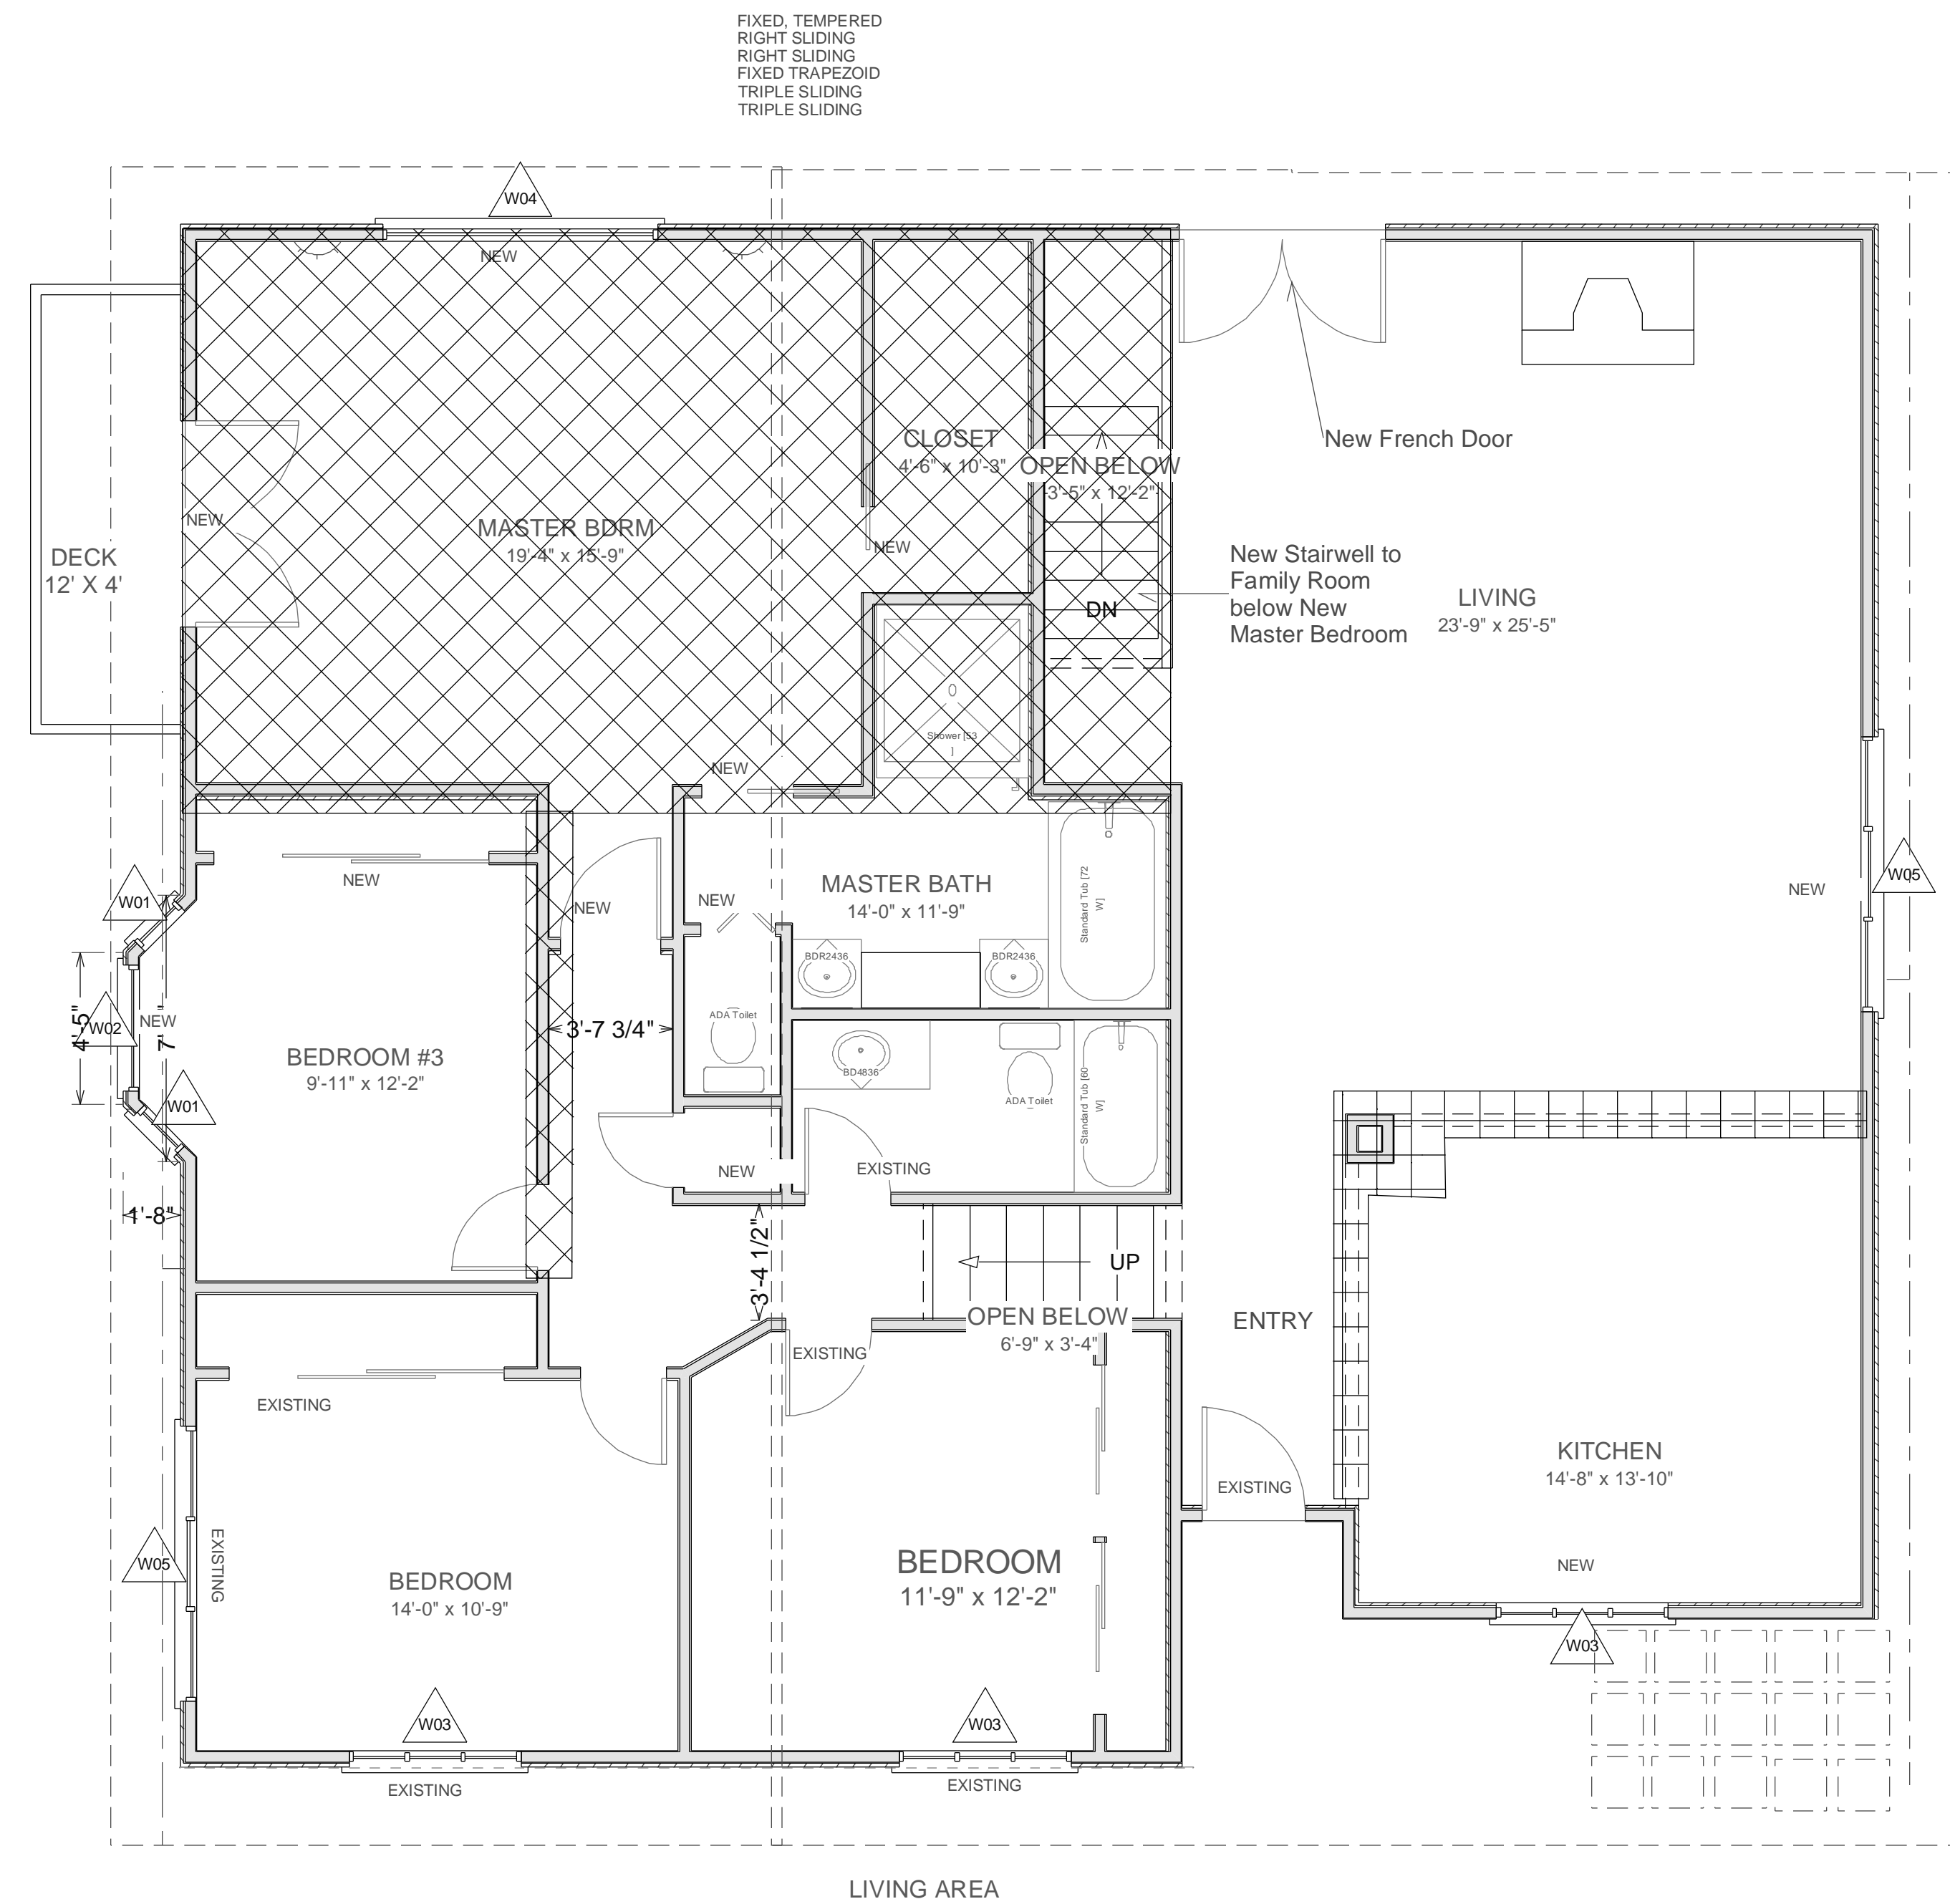 FIXED, TEMPERED
RIGHT SLIDING
RIGHT SLIDING
FIXED TRAPEZOID
TRIPLE SLIDING
TRIPLE SLIDING
W04
NEW
New French Door
CLOSET
4'-6" x 10'-3"
OPEN BELOW
3'-5" x 12'-2"
NEW
MASTER BDRM
19'-4" x 15'-9"
NEW
DECK
12' X 4'
New Stairwell to
Family Room
below New
Master Bedroom
DN
LIVING
23'-9" x 25'-5"
Shower [53
]
NEW
NEW
W01
NEW
NEW
MASTER BATH
14'-0" x 11'-9"
Standard Tub [72
W]
NEW
W05
BDR2436
BDR2436
4'-5"
W02
7'
NEW
BEDROOM #3
9'-11" x 12'-2"
3'-7 3/4"
ADA Toilet
BD4836
ADA Toilet
Standard Tub [60
W]
W01
NEW
EXISTING
1'-8"
3'-4 1/2"
UP
OPEN BELOW
6'-9" x 3'-4"
ENTRY
EXISTING
EXISTING
EXISTING
KITCHEN
14'-8" x 13'-10"
W05
EXISTING
BEDROOM
14'-0" x 10'-9"
BEDROOM
11'-9" x 12'-2"
NEW
W03
W03
W03
EXISTING
EXISTING
LIVING AREA